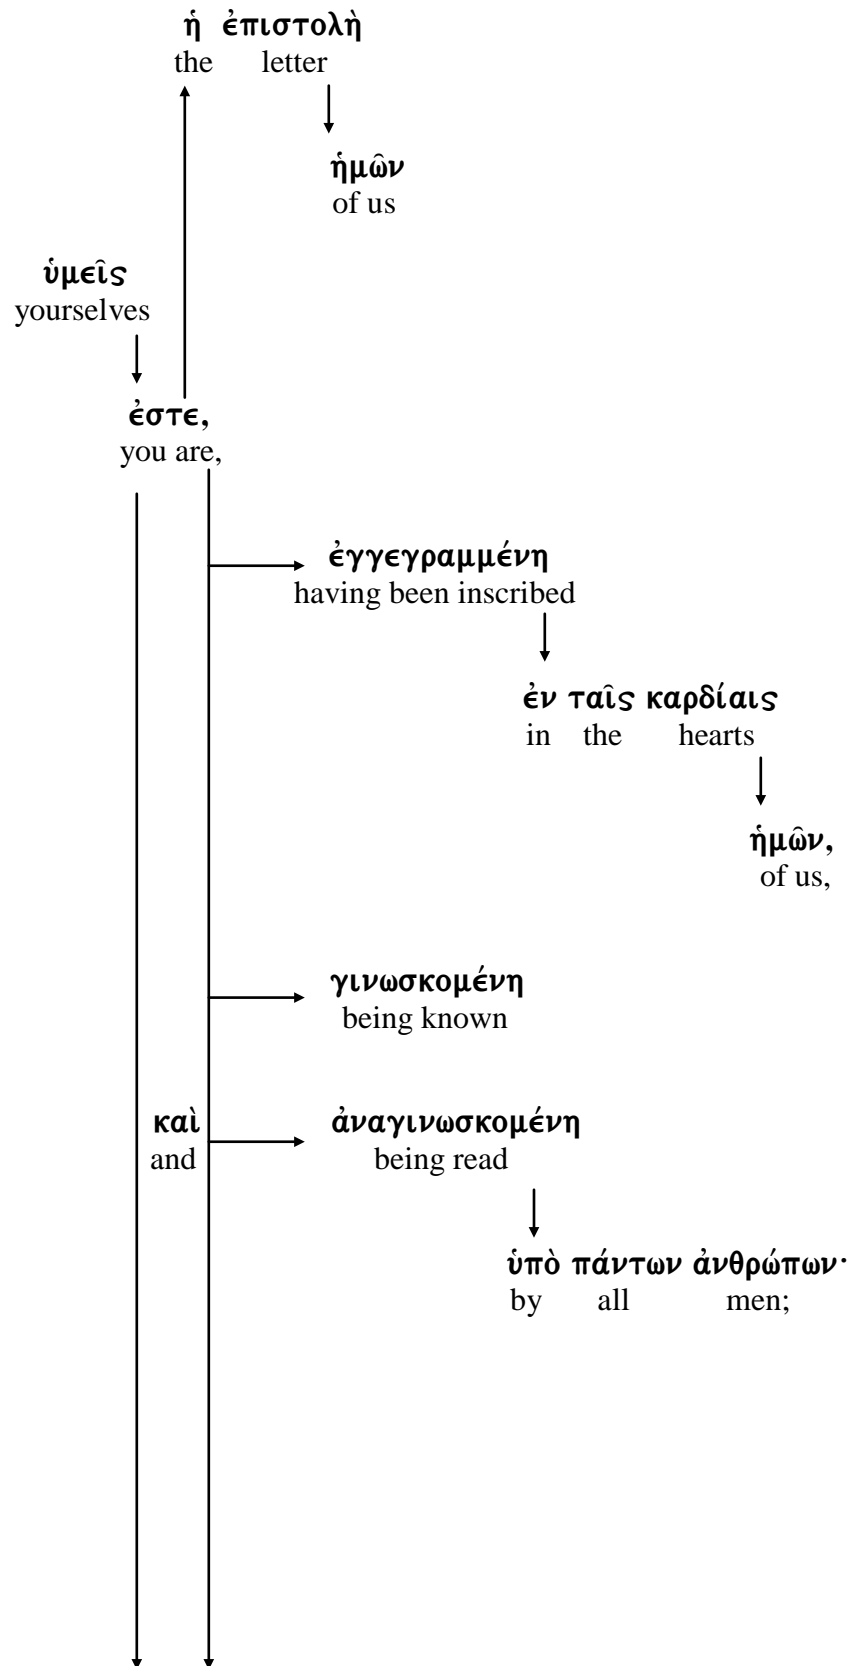 ἡ ἐπιστολὴ
the letter
ἡμῶν
of us
ὑμεῖς
yourselves
ἐστε,
you are,
ἐγγεγραμμένη
having been inscribed
ἐν ταῖς καρδίαις
in the hearts
ἡμῶν,
of us,
γινωσκομένη
being known
καὶ ἀναγινωσκομένη
and being read
ὑπὸ πάντων ἀνθρώπων·
by all men;